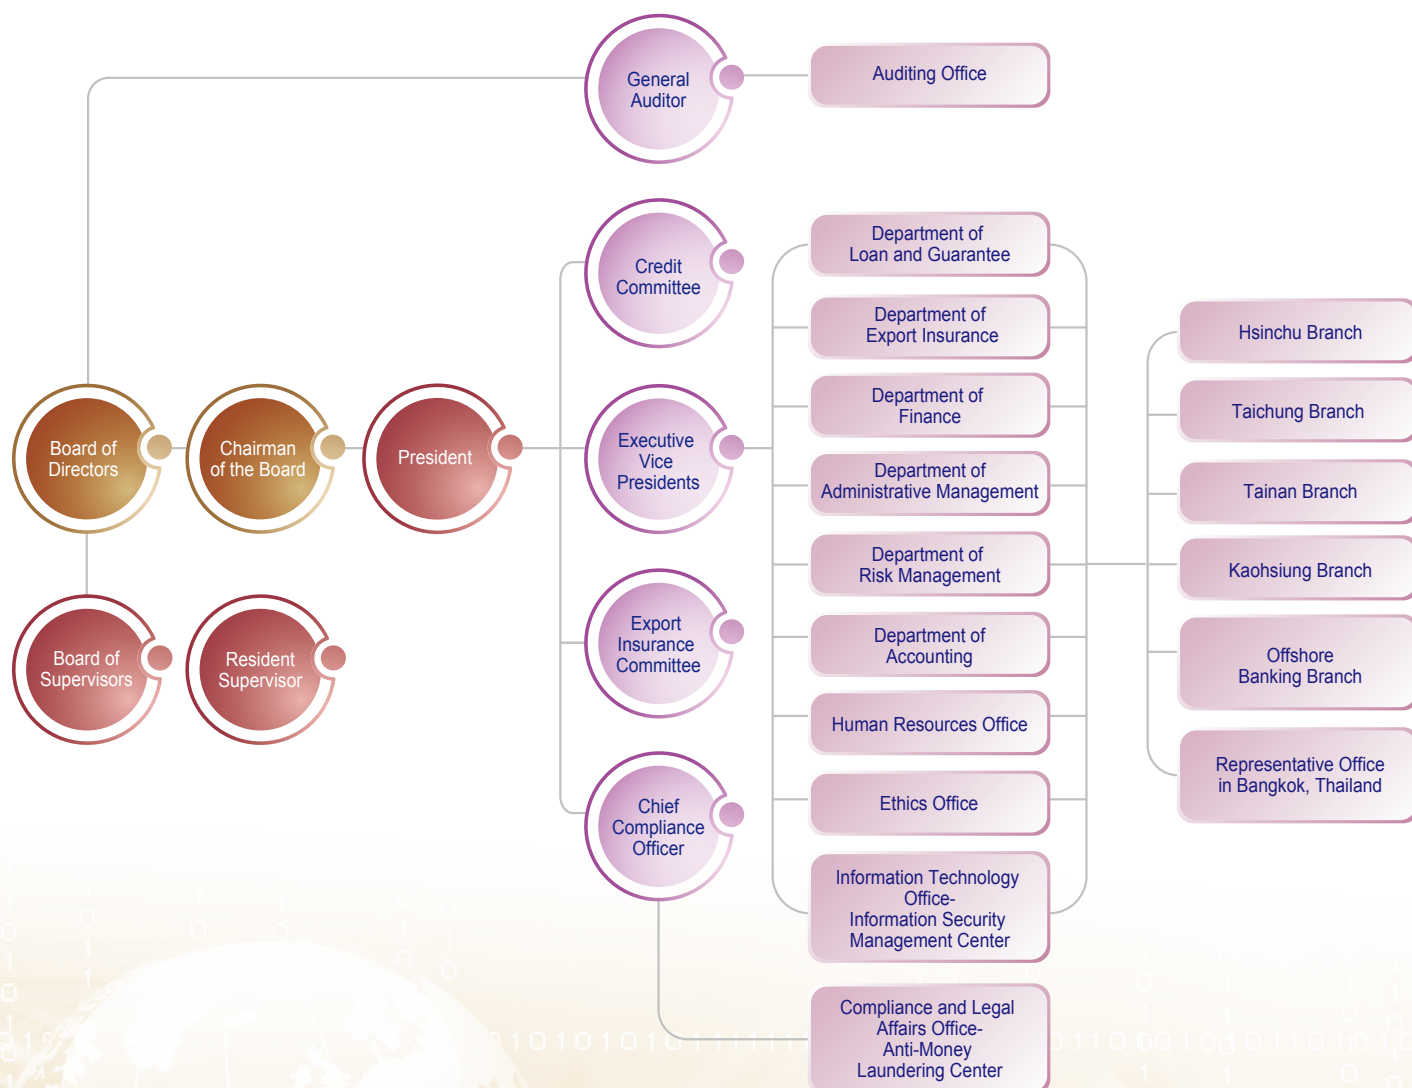 General
Auditor
Auditing Office
Credit
Committee
Board of
Directors
Chairman
of the Board
President
Executive
Vice
Presidents
Board of
Supervisors
Resident
Supervisor
Export
Insurance
Committee
Chief
Compliance
Officer
Department of
Loan and Guarantee
Department of
Export Insurance
Department of
Finance
Department of
Administrative Management
Department of
Risk Management
Department of
Accounting
Human Resources Office
Ethics Office
Information Technology
Office-
Information Security
Management Center
Compliance and Legal
Affairs Office-
Anti-Money
Laundering Center
Hsinchu Branch
Taichung Branch
Tainan Branch
Kaohsiung Branch
Offshore
Banking Branch
Representative Office
in Bangkok, Thailand